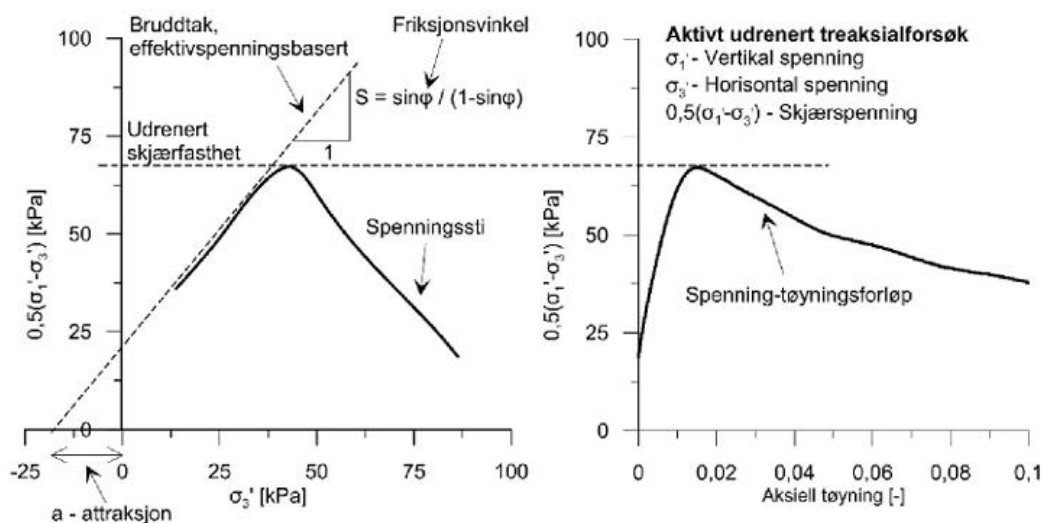 Bruddtak,
effektivspenningsbasert
Friksjonsvinkel
S = sinφ / (1-sinφ)
1
Udrenert
skjærfasthet
Spenningssti
100
75
50
25
0
0,5(σ₁'-σ₃') [kPa]
-25
0
25
50
75
100
σ₃' [kPa]
a - attraksjon
Aktivt udrenert treaksialforsøk
σ₁' - Vertikal spenning
σ₃' - Horisontal spenning
0,5(σ₁'-σ₃') - Skjærspenning
Spenning-tøyningsforløp
100
75
50
25
0
0,5(σ₁'-σ₃') [kPa]
0
0,02
0,04
0,06
0,08
0,1
Aksiell tøyning [-]